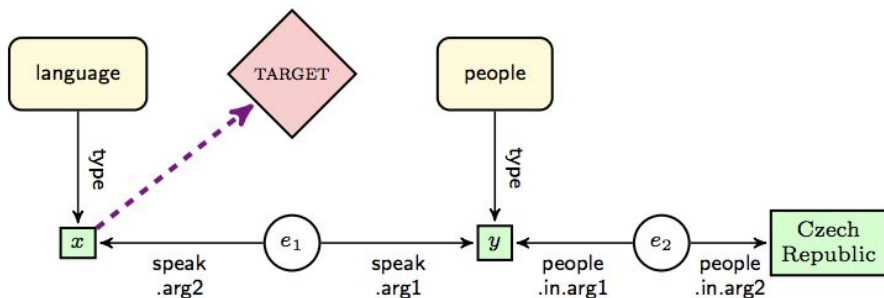 language
TARGET
people
type
type
x
e1
y
e2
Czech
Republic
speak
.arg2
speak
.arg1
people
.in.arg1
people
.in.arg2